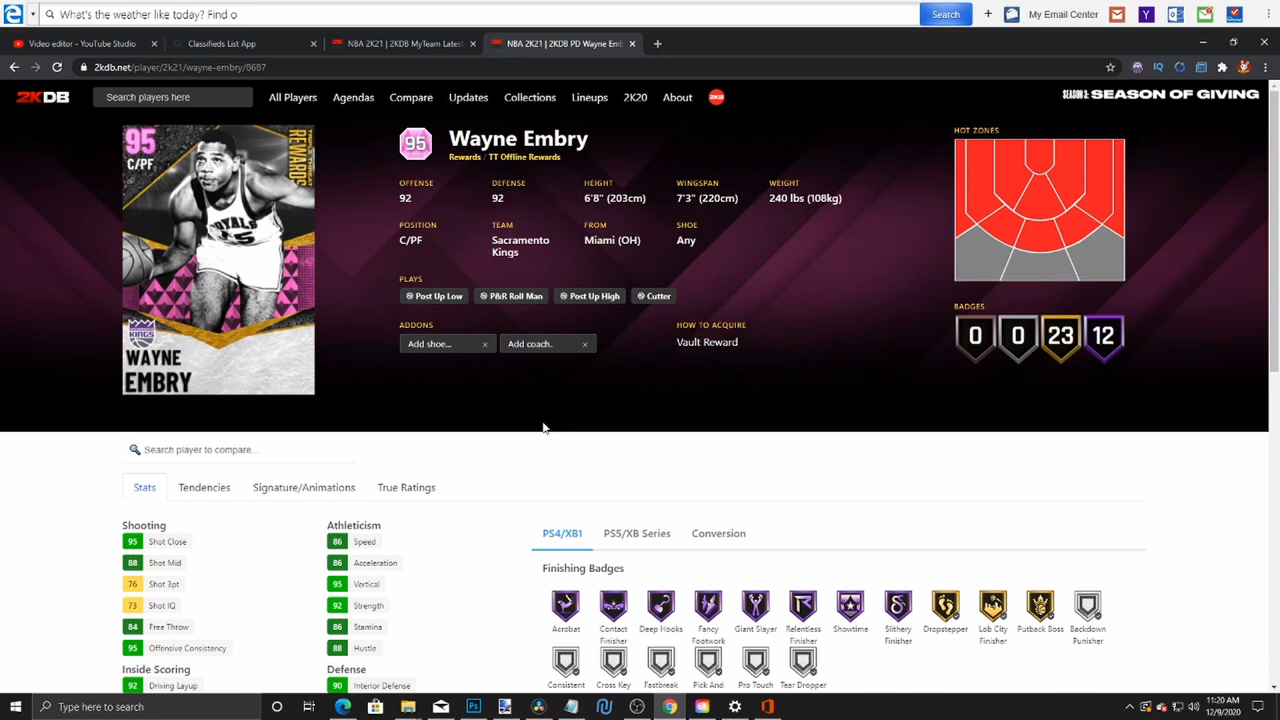 What's the weather like today? Find o
Search
My Email Center
Video editor - YouTube Studio
Classifieds List App
NBA 2K21 | 2KDB MyTeam Latest
NBA 2K21 | 2KDB PD Wayne Emb
2kdb.net/player/2k21/wayne-embry/8687
2KDB
Search players here
All Players
Agendas
Compare
Updates
Collections
Lineups
2K20
About
SEASON OF GIVING
95
C/PF
REWARDS
ROYALS
15
KINGS
WAYNE
EMBRY
95
Wayne Embry
Rewards / TT Offline Rewards
OFFENSE
DEFENSE
HEIGHT
WINGSPAN
WEIGHT
92
92
6'8" (203cm)
7'3" (220cm)
240 lbs (108kg)
POSITION
TEAM
FROM
SHOE
C/PF
Sacramento Kings
Miami (OH)
Any
PLAYS
Post Up Low
P&R Roll Man
Post Up High
Cutter
ADDONS
HOW TO ACQUIRE
Add shoe...
×
Add coach.
×
Vault Reward
HOT ZONES
BADGES
0
0
23
12
Search player to compare...
Stats
Tendencies
Signature/Animations
True Ratings
Shooting
95 Shot Close
88 Shot Mid
76 Shot 3pt
73 Shot IQ
84 Free Throw
95 Offensive Consistency
Inside Scoring
92 Driving Layup
Athleticism
86 Speed
86 Acceleration
95 Vertical
92 Strength
86 Stamina
88 Hustle
Defense
90 Interior Defense
PS4/XB1
PS5/XB Series
Conversion
Finishing Badges
Acrobat
Contact Finisher
Deep Hooks
Fancy Footwork
Giant Slayer
Relentless Finisher
Showtime
Slithery Finisher
Dropstepper
Lob City Finisher
Putback Boss
Backdown Punisher
Consistent
Cross Key
Fastbreak
Pick And
Pro Touch
Tear Dropper
Type here to search
11:20 AM
12/9/2020